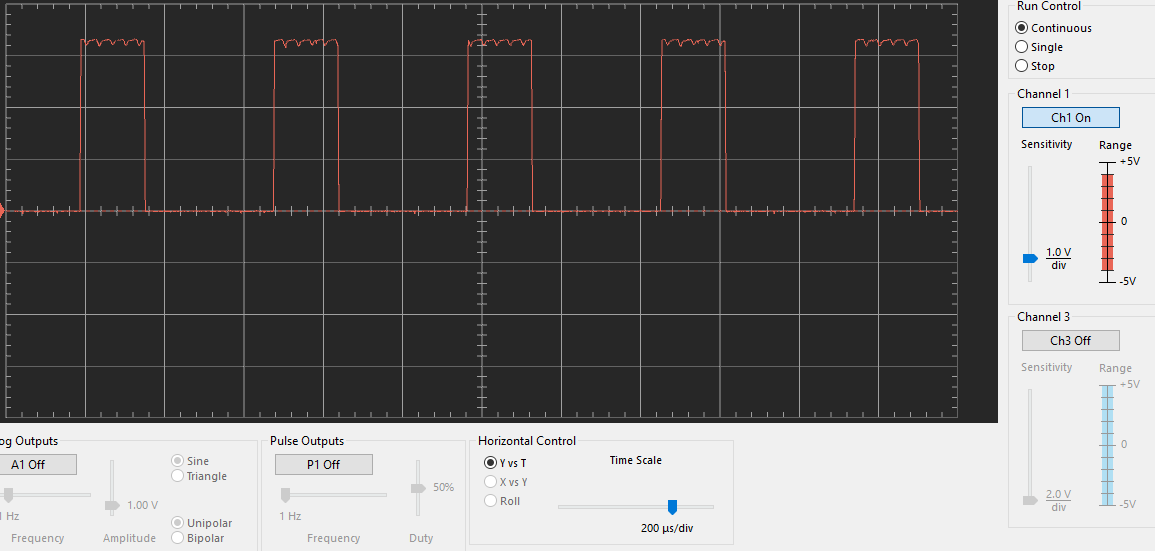 Run Control
Continuous
Single
Stop
Channel 1
Ch1 On
Sensitivity
Range
+5V
0
1.0 V
div
-5V
Channel 3
Ch3 Off
Sensitivity
Range
+5V
0
2.0 V
div
-5V
og Outputs
A1 Off
Sine
Triangle
1.00 V
Unipolar
Bipolar
Hz
Frequency
Amplitude
Pulse Outputs
P1 Off
50%
1 Hz
Frequency
Duty
Horizontal Control
Y vs T
X vs Y
Roll
Time Scale
200 µs/div